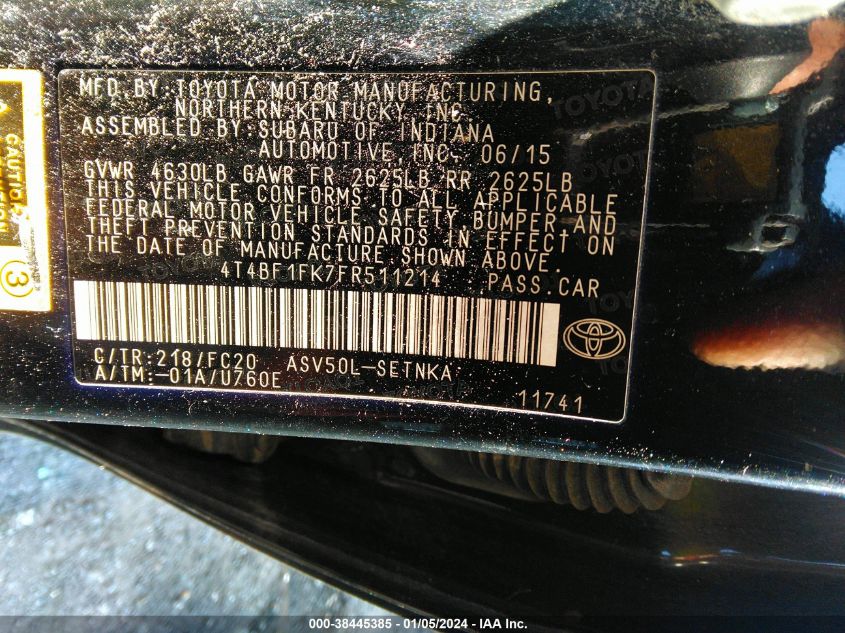 MFD.BY:TOYOTA MOTOR MANUFACTURING,
NORTHERN KENTUCKY, INC.
ASSEMBLED BY:SUBARU OF INDIANA
AUTOMOTIVE,INC. 06/15
GVWR 4630LB GAWR FR 2625LB RR 2625LB
THIS VEHICLE CONFORMS TO ALL APPLICABLE
FEDERAL MOTOR VEHICLE SAFETY BUMPER,AND
THEFT PREVENTION STANDARDS IN EFFECT ON
THE DATE OF MANUFACTURE SHOWN ABOVE.
4T4BF1FK7FR511214 PASS.CAR
C/TR:218/FC20 ASV50L-SETNKA
A/TM:-01A/U760E
11741
CAUTION
3
TOYOTA
000-38445385 - 01/05/2024 - IAA Inc.